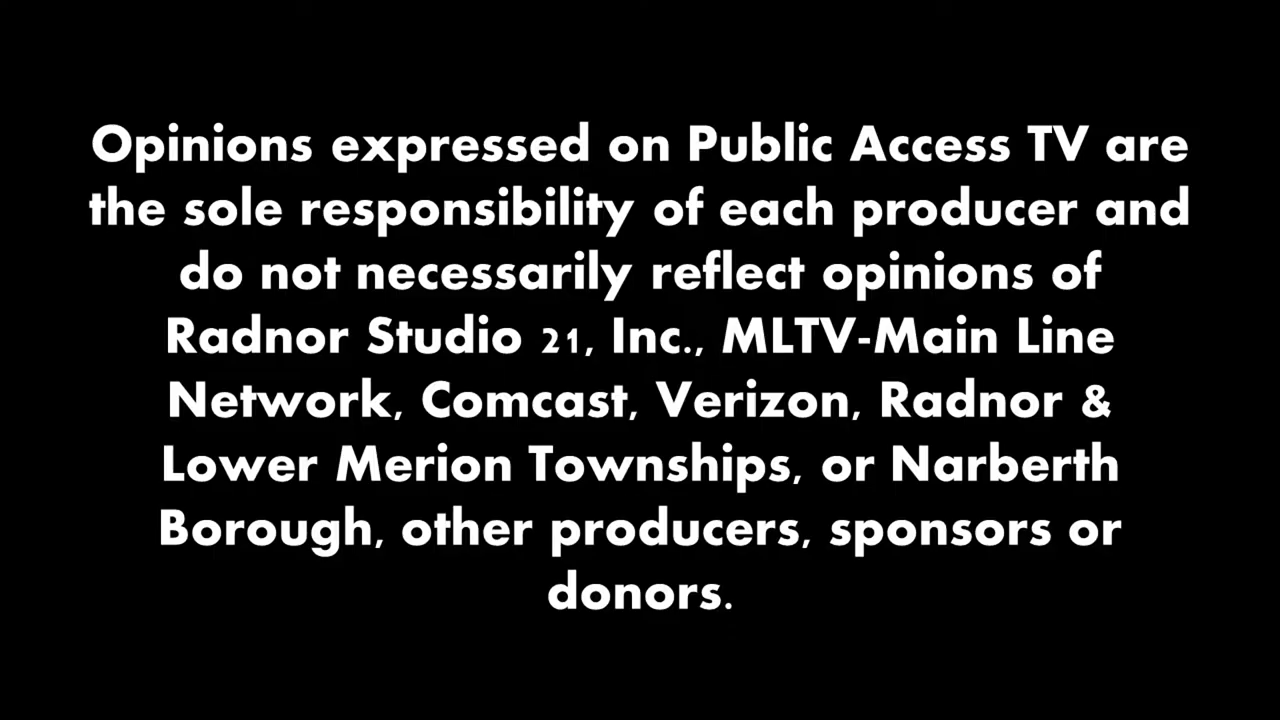 Opinions expressed on Public Access TV are
the sole responsibility of each producer and
do not necessarily reflect opinions of
Radnor Studio 21, Inc., MLTV-Main Line
Network, Comcast, Verizon, Radnor &
Lower Merion Townships, or Narberth
Borough, other producers, sponsors or
donors.